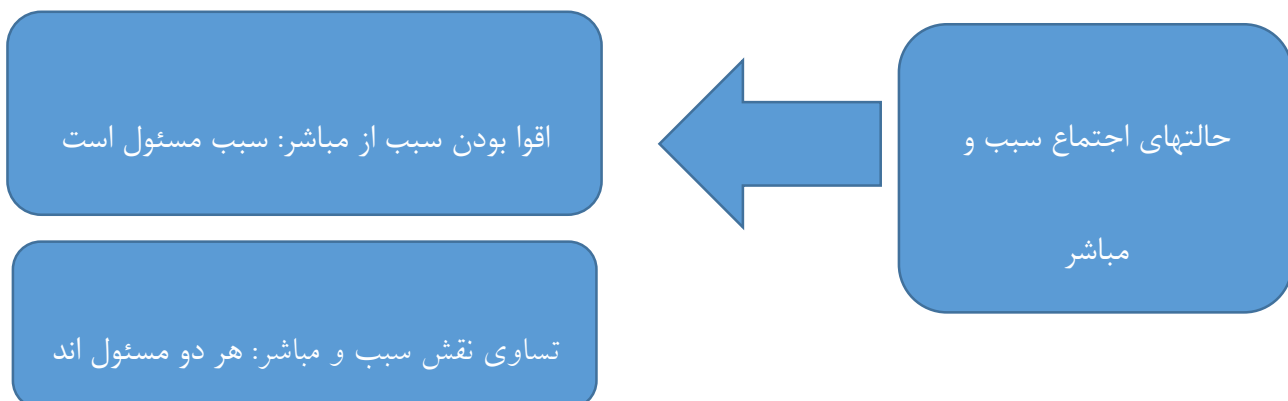 حالتهای اجتماع سبب و
مباشر
اقوا بودن سبب از مباشر: سبب مسئول است
تساوی نقش سبب و مباشر: هر دو مسئول اند